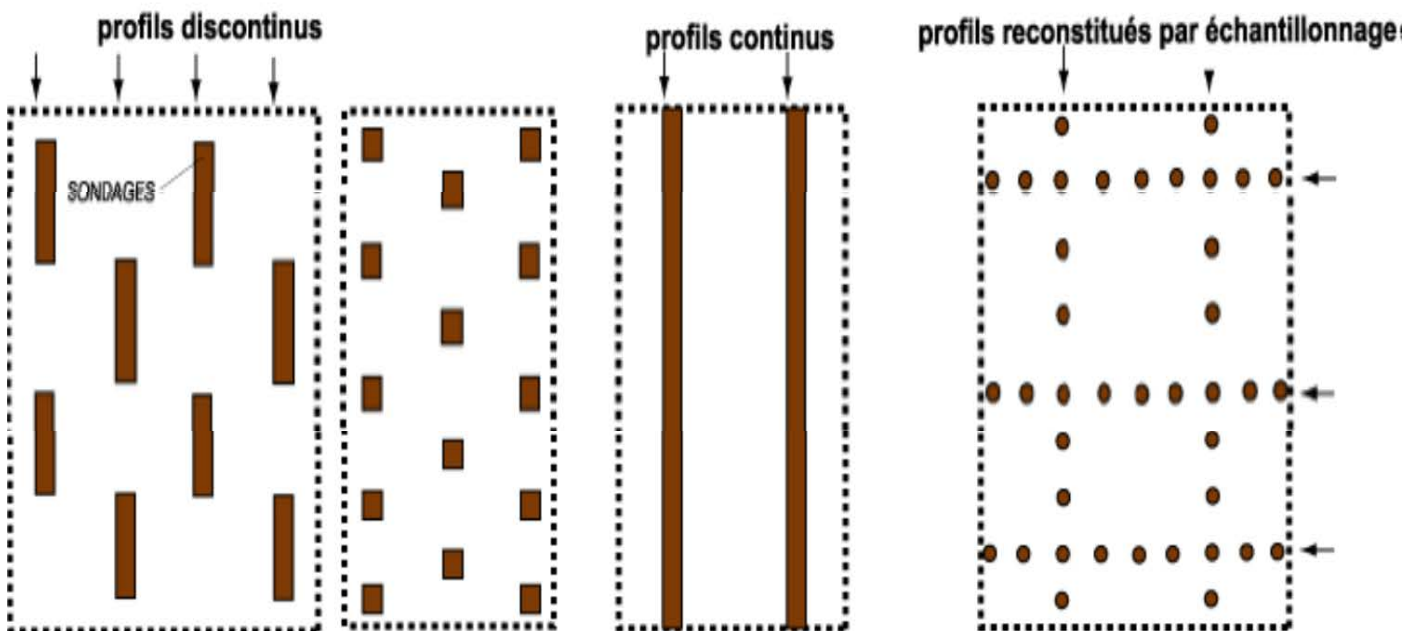 profils discontinus
profils continus
profils reconstitués par échantillonnage
SONDAGES